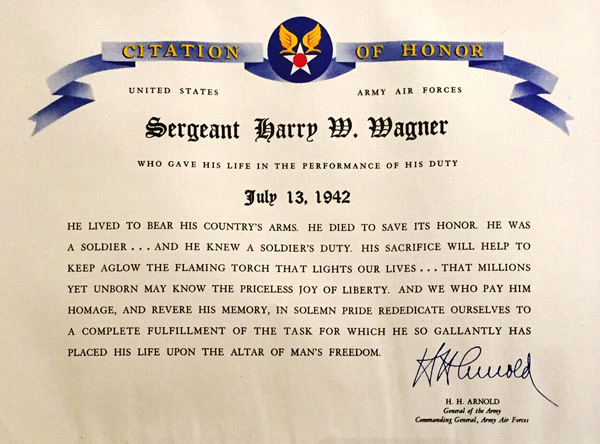 CITATION OF HONOR
UNITED STATES ARMY AIR FORCES
Sergeant Harry W. Wagner
WHO GAVE HIS LIFE IN THE PERFORMANCE OF HIS DUTY
July 13, 1942
HE LIVED TO BEAR HIS COUNTRY'S ARMS. HE DIED TO SAVE ITS HONOR. HE WAS
A SOLDIER . . . AND HE KNEW A SOLDIER'S DUTY. HIS SACRIFICE WILL HELP TO
KEEP AGLOW THE FLAMING TORCH THAT LIGHTS OUR LIVES . . . THAT MILLIONS
YET UNBORN MAY KNOW THE PRICELESS JOY OF LIBERTY. AND WE WHO PAY HIM
HOMAGE, AND REVERE HIS MEMORY, IN SOLEMN PRIDE REDEDICATE OURSELVES TO
A COMPLETE FULFILLMENT OF THE TASK FOR WHICH HE SO GALLANTLY HAS
PLACED HIS LIFE UPON THE ALTAR OF MAN'S FREEDOM.
H H Arnold
H. H. ARNOLD
General of the Army
Commanding General, Army Air Forces